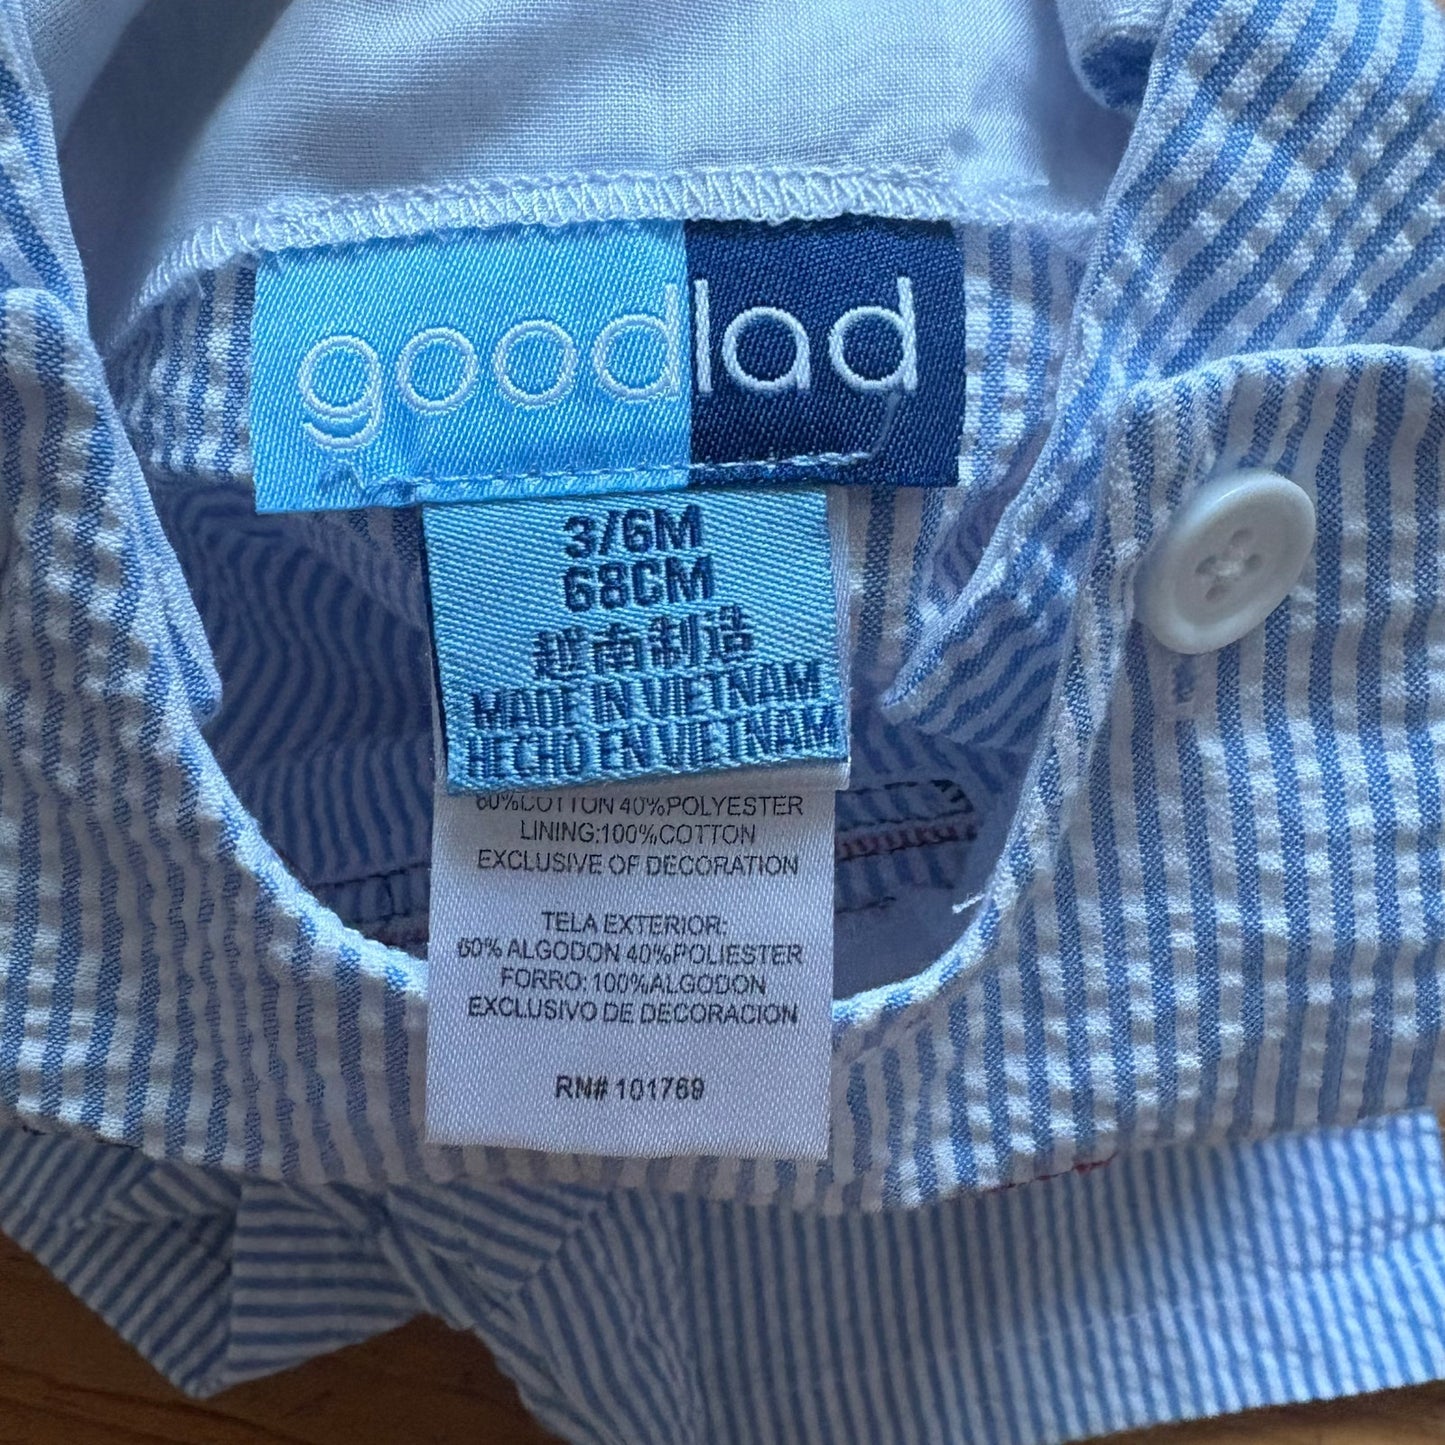 goodlad
3/6M
68CM
越南制造
MADE IN VIETNAM
HECHO EN VIETNAM
60%COTTON 40%POLYESTER
LINING:100%COTTON
EXCLUSIVE OF DECORATION
TELA EXTERIOR:
60%ALGODON 40%POLIESTER
FORRO:100%ALGODON
EXCLUSIVO DE DECORACION
RN# 101769